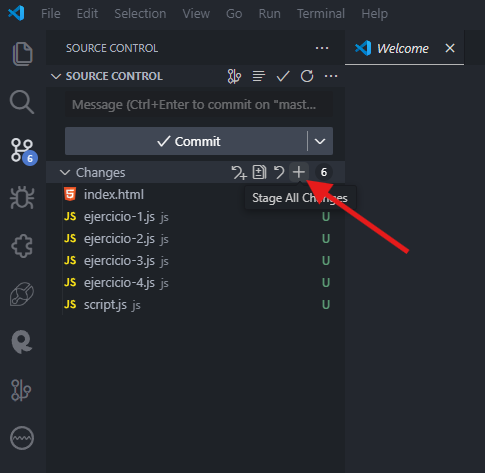 File Edit Selection View Go Run Terminal Help
SOURCE CONTROL ...
Welcome
SOURCE CONTROL ...
Message (Ctrl+Enter to commit on "mast...
Commit
6
Changes 6
index.html
Stage All Changes
JS ejercicio-1.js js U
JS ejercicio-2.js js U
JS ejercicio-3.js js U
JS ejercicio-4.js js U
JS script.js js U